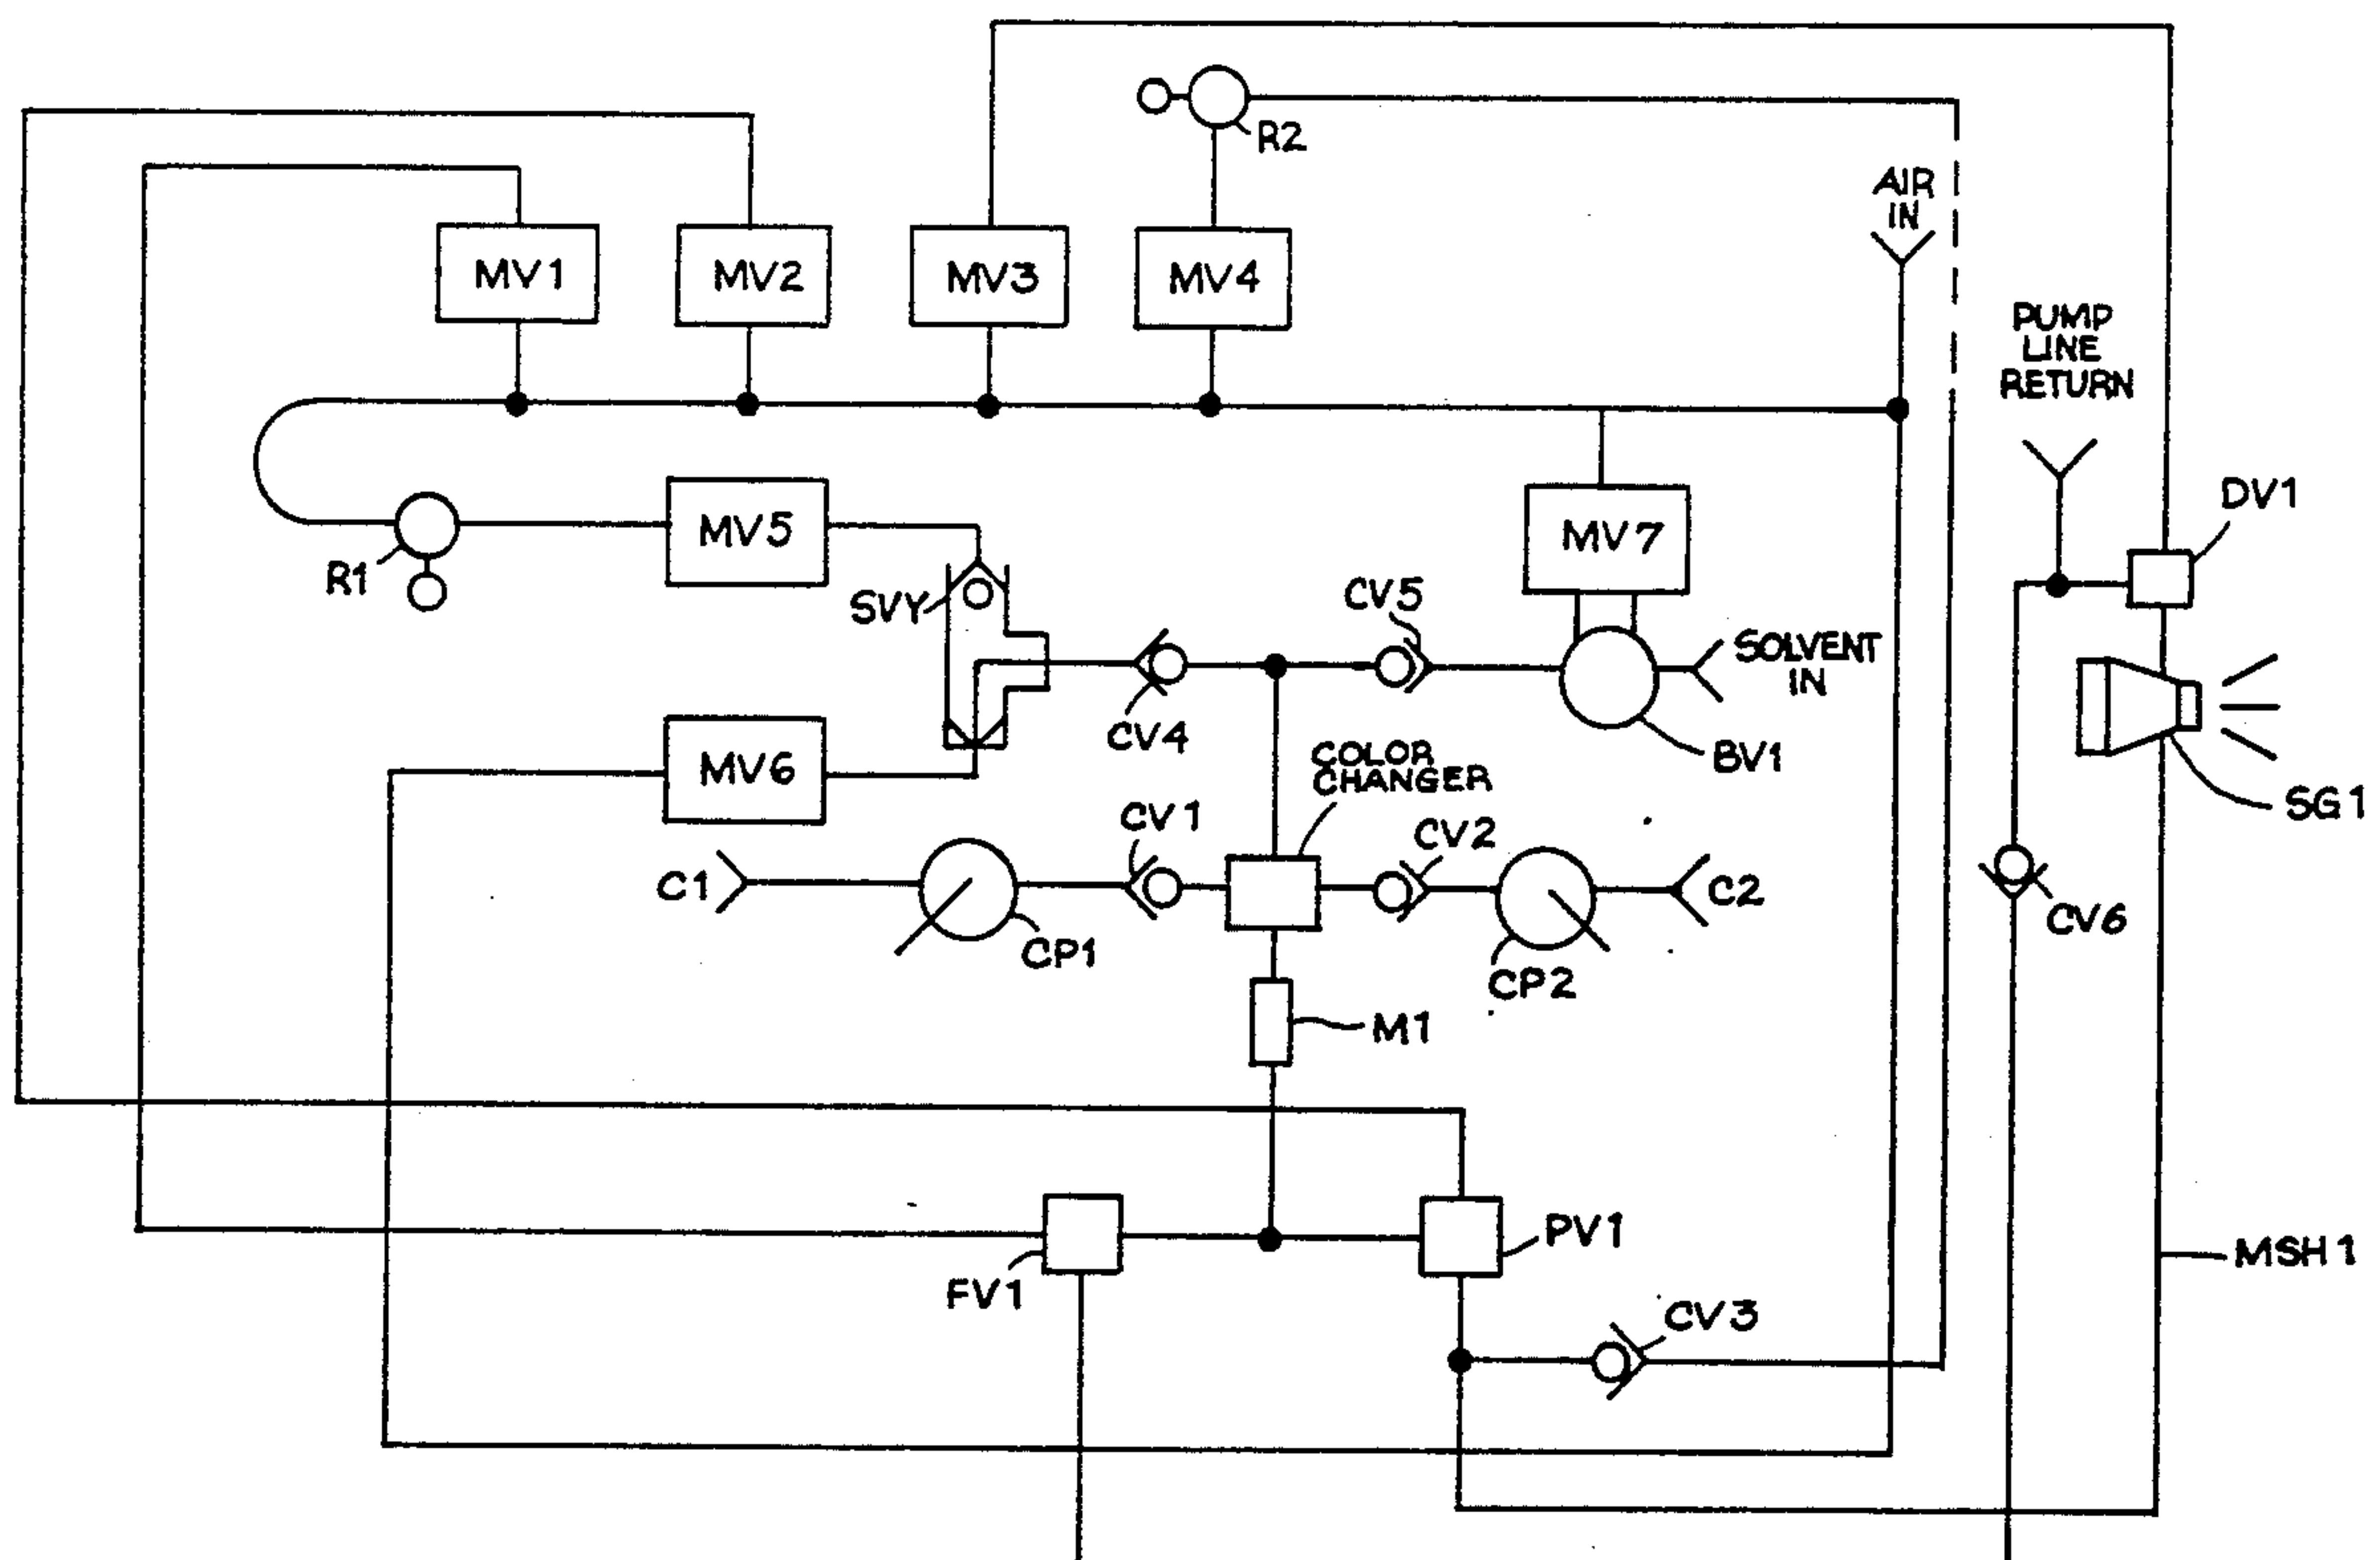 R2
AIR
IN
MV1
MV2
MV3
MV4
PUMP
LINE
RETURN
DV1
MV5
MV7
R1
SVY
CV5
SOLVENT
IN
CV4
BV1
COLOR
CHANGER
MV6
SG1
CV1
CV2
C1
C2
CV6
CP1
CP2
M1
PV1
MSH1
FV1
CV3